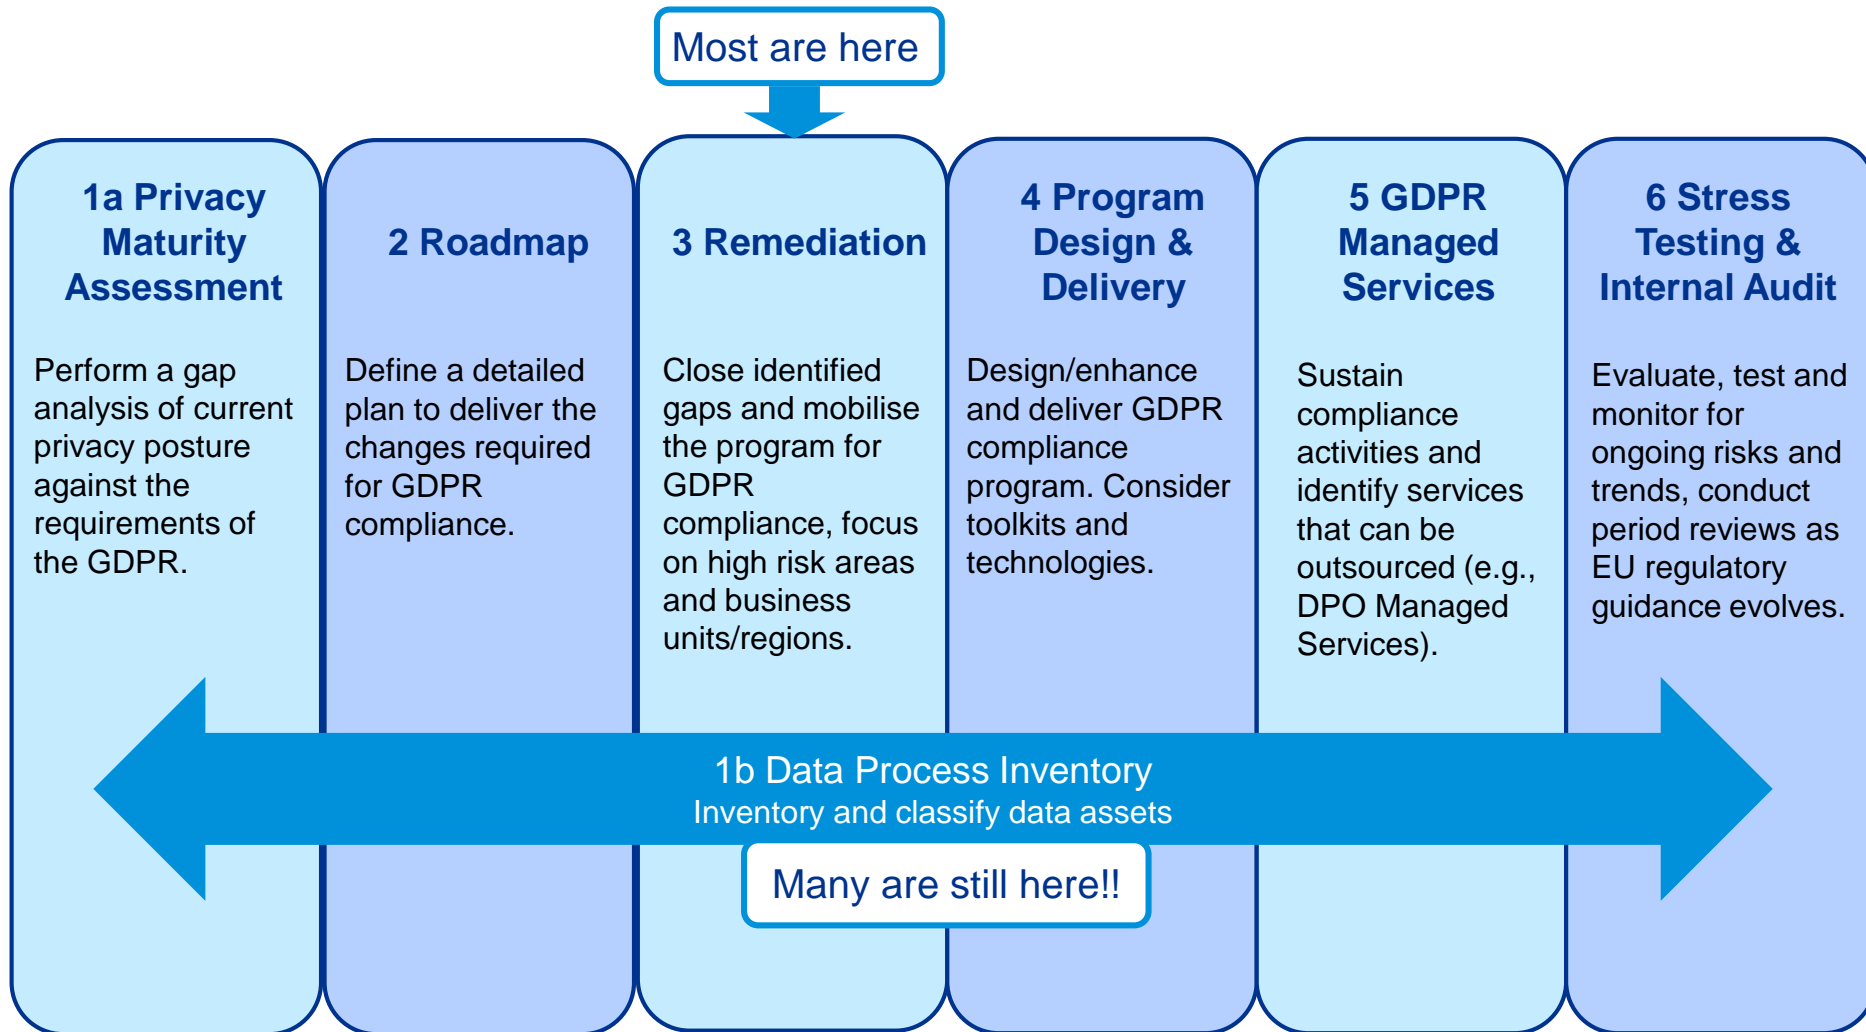 Most are here
1a Privacy
Maturity
Assessment
Perform a gap
analysis of current
privacy posture
against the
requirements of
the GDPR.
2 Roadmap
Define a detailed
plan to deliver the
changes required
for GDPR
compliance.
3 Remediation
Close identified
gaps and mobilise
the program for
GDPR
compliance, focus
on high risk areas
and business
units/regions.
4 Program
Design &
Delivery
Design/enhance
and deliver GDPR
compliance
program. Consider
toolkits and
technologies.
5 GDPR
Managed
Services
Sustain
compliance
activities and
identify services
that can be
outsourced (e.g.,
DPO Managed
Services).
6 Stress
Testing &
Internal Audit
Evaluate, test and
monitor for
ongoing risks and
trends, conduct
period reviews as
EU regulatory
guidance evolves.
1b Data Process Inventory
Inventory and classify data assets
Many are still here!!